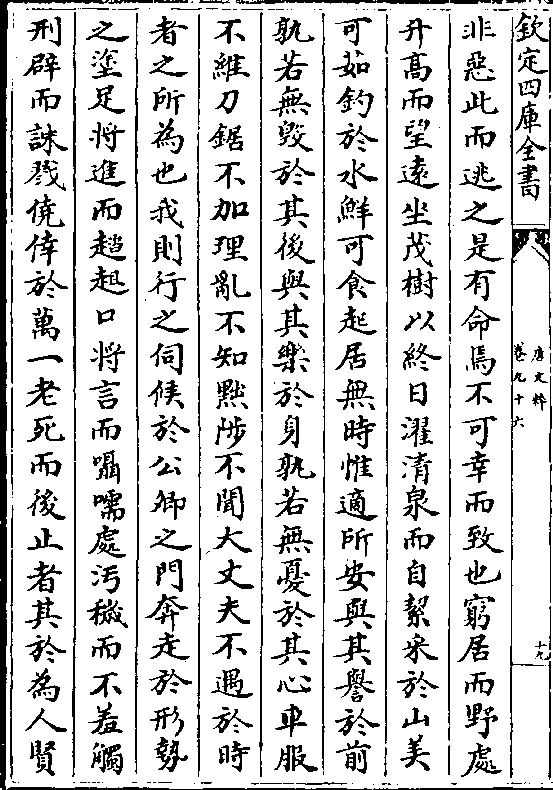 欽定四庫全書
唐文粹
卷九十六
十九
非惡此而逃之是有命焉不可幸而致也窮居而野處
升高而望遠坐茂樹以終日濯清泉而自絜采於山美
可茹釣於水鮮可食起居無時惟適所安與其譽於前
孰若無毀於其後與其樂於身孰若無憂於其心車服
不維刀鋸不加理亂不知黜陟不聞大丈夫不遇於時
者之所為也我則行之伺候於公卿之門奔走於形勢
之塗足將進而趦趄口將言而囁嚅處汚穢而不羞觸
刑辟而誅戮僥倖於萬一老死而後止者其於為人賢